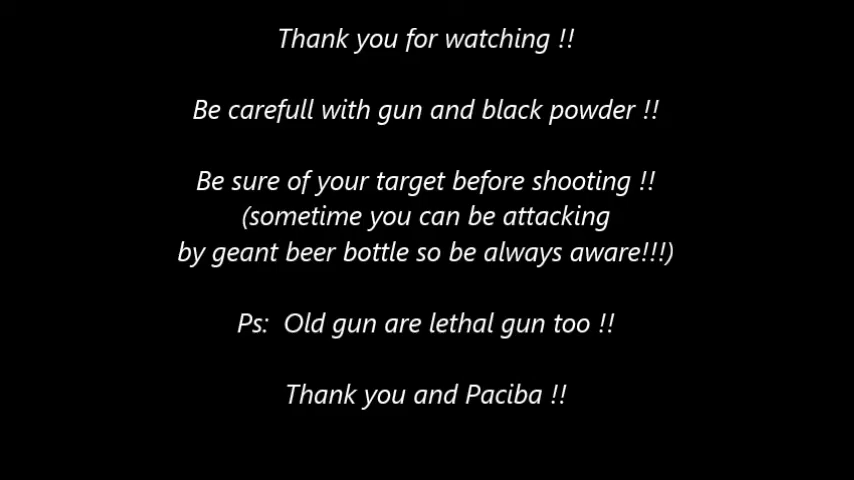 Thank you for watching !!
Be carefull with gun and black powder !!
Be sure of your target before shooting !!
(sometime you can be attacking
by geant beer bottle so be always aware!!!)
Ps:  Old gun are lethal gun too !!
Thank you and Paciba !!